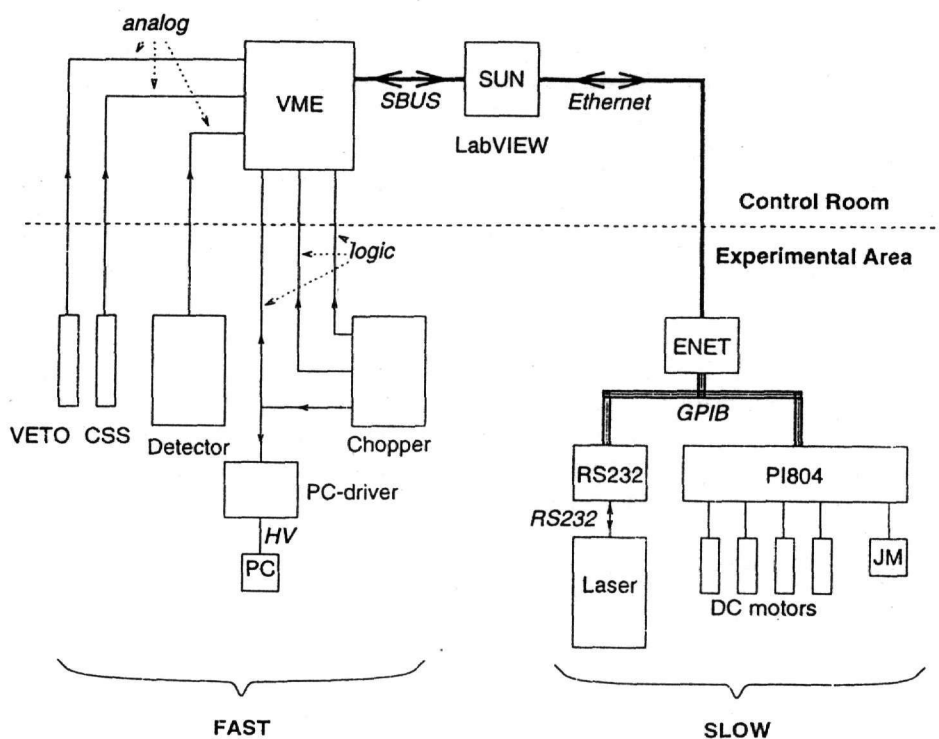 analog
VME
SBUS
SUN
Ethernet
LabVIEW
Control Room
Experimental Area
logic
ENET
GPIB
VETO
CSS
Detector
Chopper
PC-driver
HV
PC
RS232
PI804
RS232
Laser
JM
DC motors
FAST
SLOW